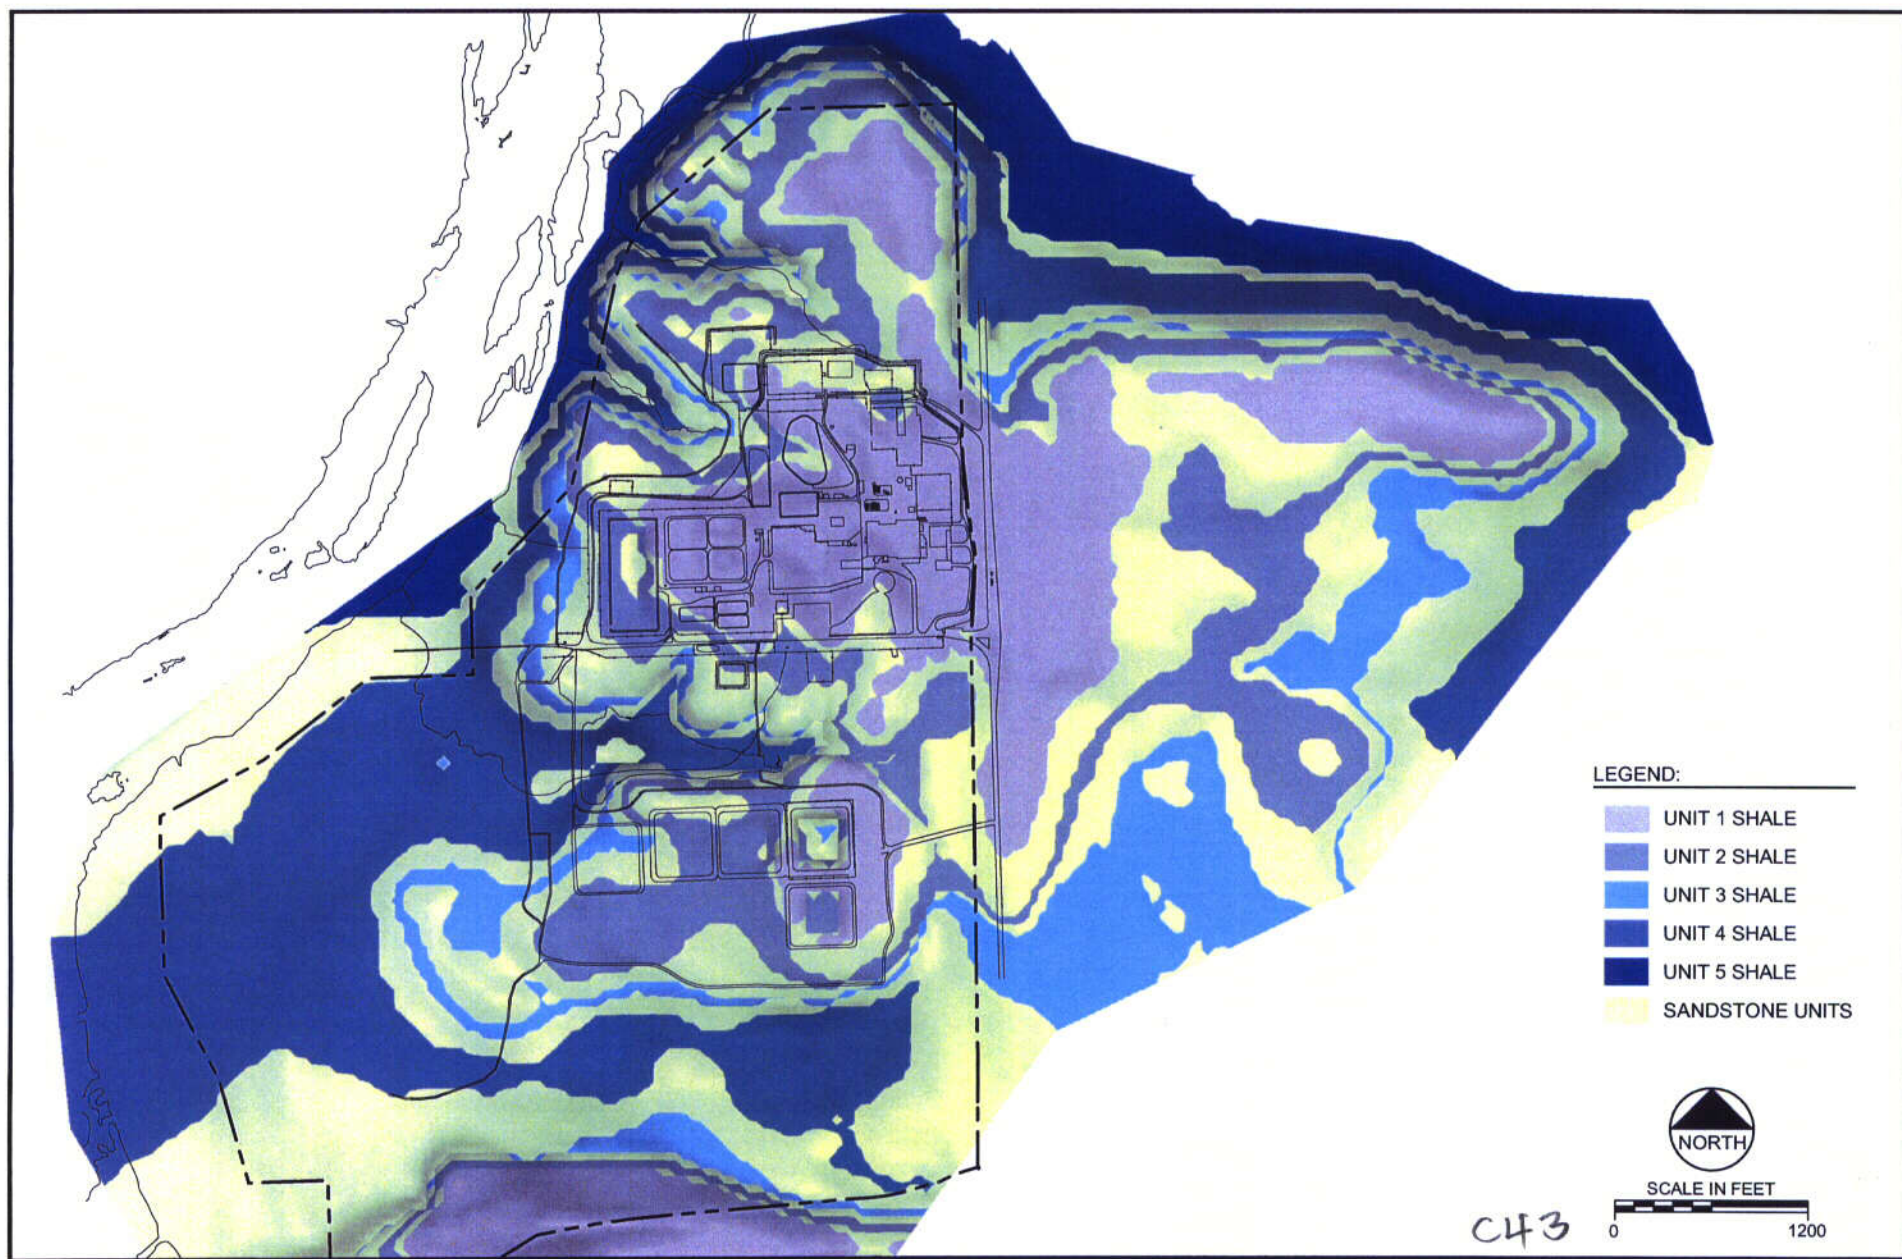 LEGEND:
UNIT 1 SHALE
UNIT 2 SHALE
UNIT 3 SHALE
UNIT 4 SHALE
UNIT 5 SHALE
SANDSTONE UNITS
NORTH
SCALE IN FEET
0 1200
C43